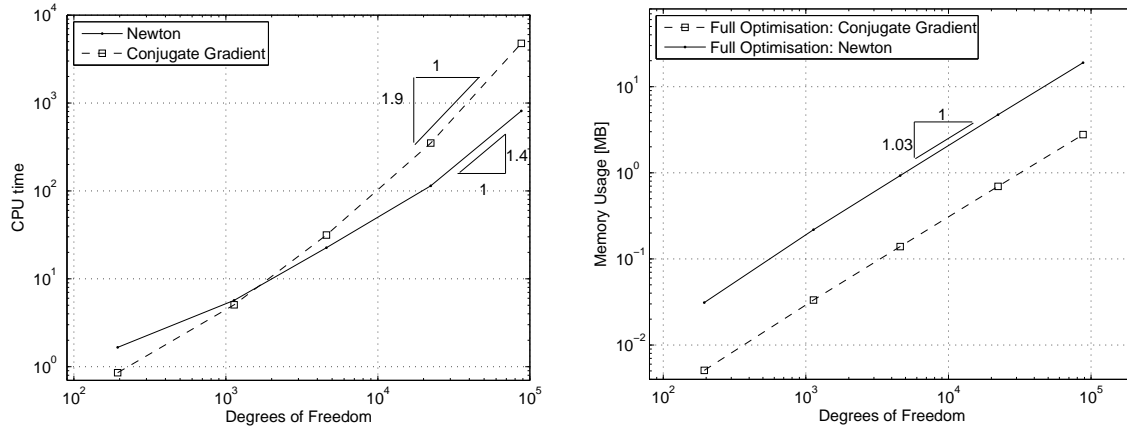 Newton
Conjugate Gradient
10^4
10^3
10^2
10^1
10^0
CPU time
1
1.9
1.4
1
10^2
10^3
10^4
10^5
Degrees of Freedom
Full Optimisation: Conjugate Gradient
Full Optimisation: Newton
10^1
10^0
10^-1
10^-2
Memory Usage [MB]
1
1.03
10^2
10^3
10^4
10^5
Degrees of Freedom